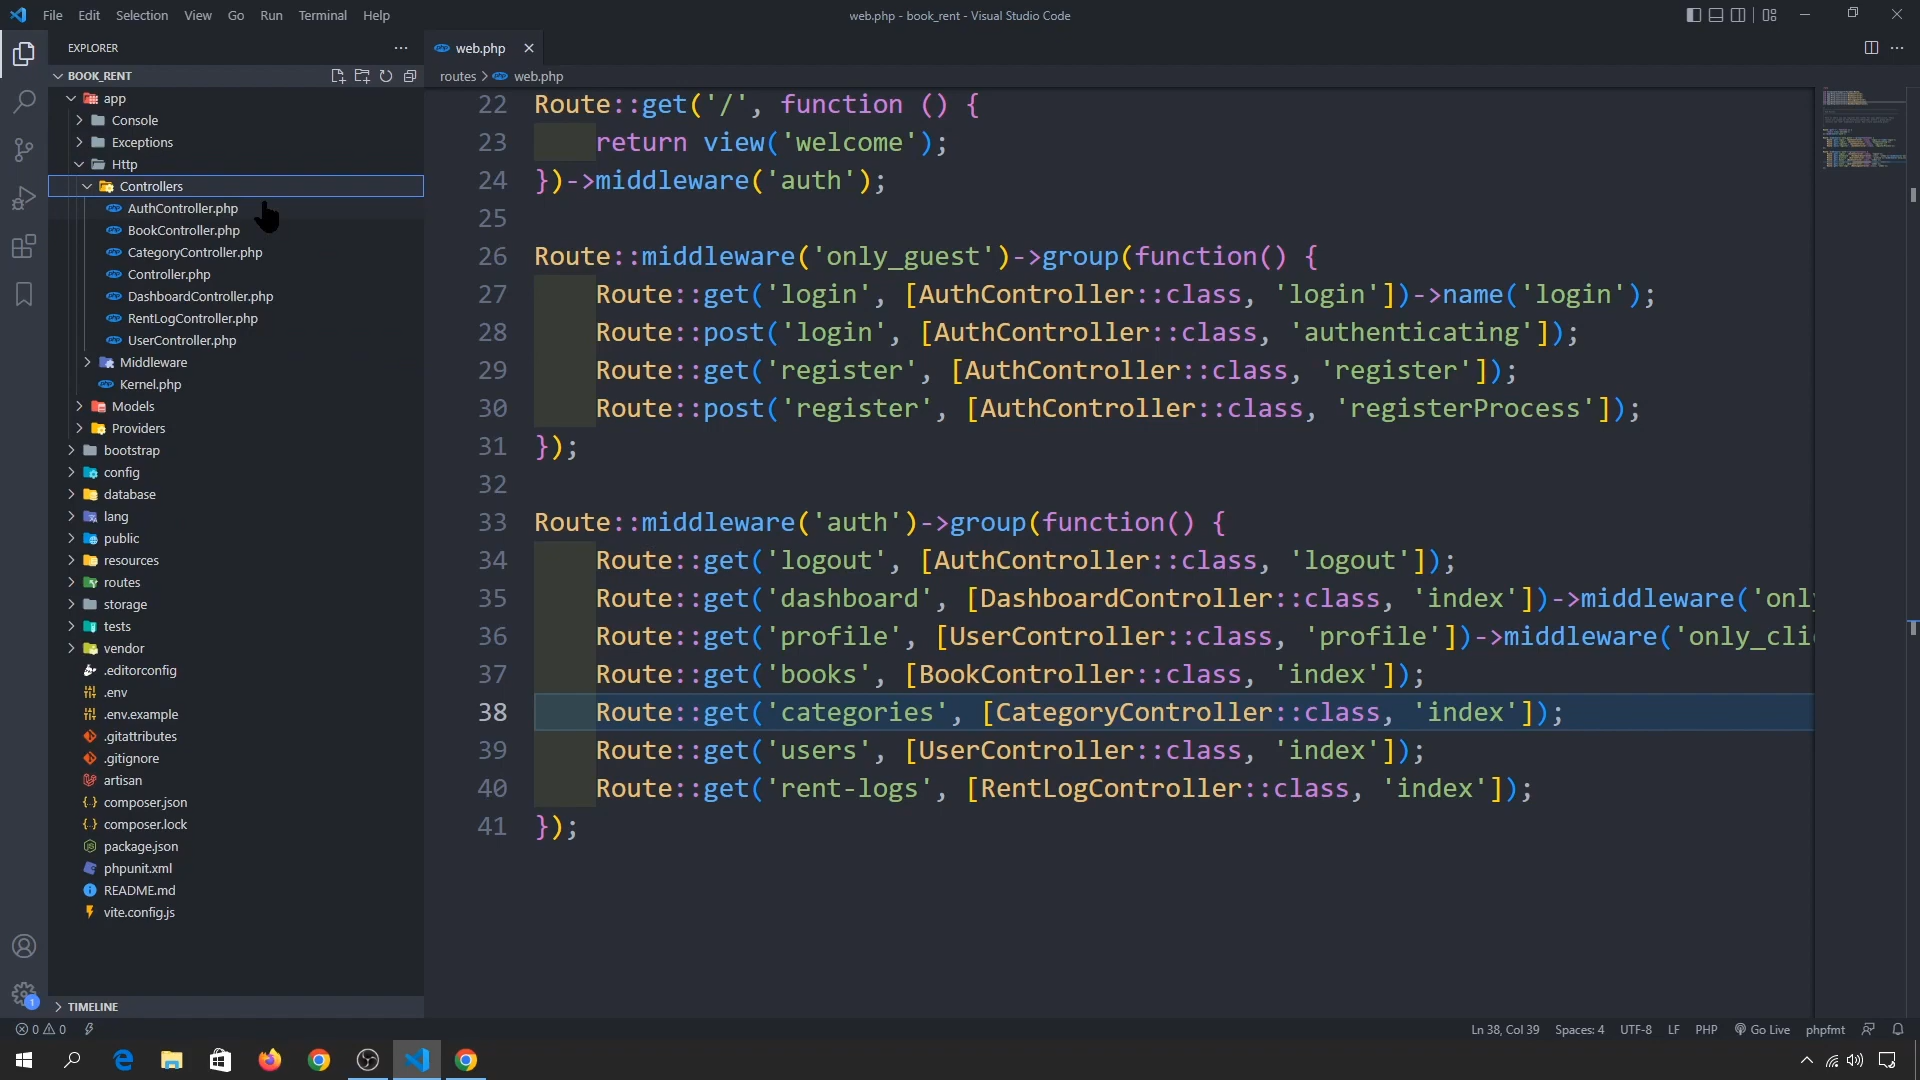 File Edit Selection View Go Run Terminal Help
web.php - book_rent - Visual Studio Code
EXPLORER
BOOK_RENT
app
Console
Exceptions
Http
Controllers
AuthController.php
BookController.php
CategoryController.php
Controller.php
DashboardController.php
RentLogController.php
UserController.php
Middleware
Kernel.php
Models
Providers
bootstrap
config
database
lang
public
resources
routes
storage
tests
vendor
.editorconfig
.env
.env.example
.gitattributes
.gitignore
artisan
composer.json
composer.lock
package.json
phpunit.xml
README.md
vite.config.js
TIMELINE
web.php
routes > web.php
22 Route::get('/', function () {
23 return view('welcome');
24 })->middleware('auth');
25
26 Route::middleware('only_guest')->group(function() {
27 Route::get('login', [AuthController::class, 'login'])->name('login');
28 Route::post('login', [AuthController::class, 'authenticating']);
29 Route::get('register', [AuthController::class, 'register']);
30 Route::post('register', [AuthController::class, 'registerProcess']);
31 });
32
33 Route::middleware('auth')->group(function() {
34 Route::get('logout', [AuthController::class, 'logout']);
35 Route::get('dashboard', [DashboardController::class, 'index'])->middleware('only
36 Route::get('profile', [UserController::class, 'profile'])->middleware('only_cli
37 Route::get('books', [BookController::class, 'index']);
38 Route::get('categories', [CategoryController::class, 'index']);
39 Route::get('users', [UserController::class, 'index']);
40 Route::get('rent-logs', [RentLogController::class, 'index']);
41 });
1
0 0
Ln 38, Col 39 Spaces: 4 UTF-8 LF PHP Go Live phpfmt